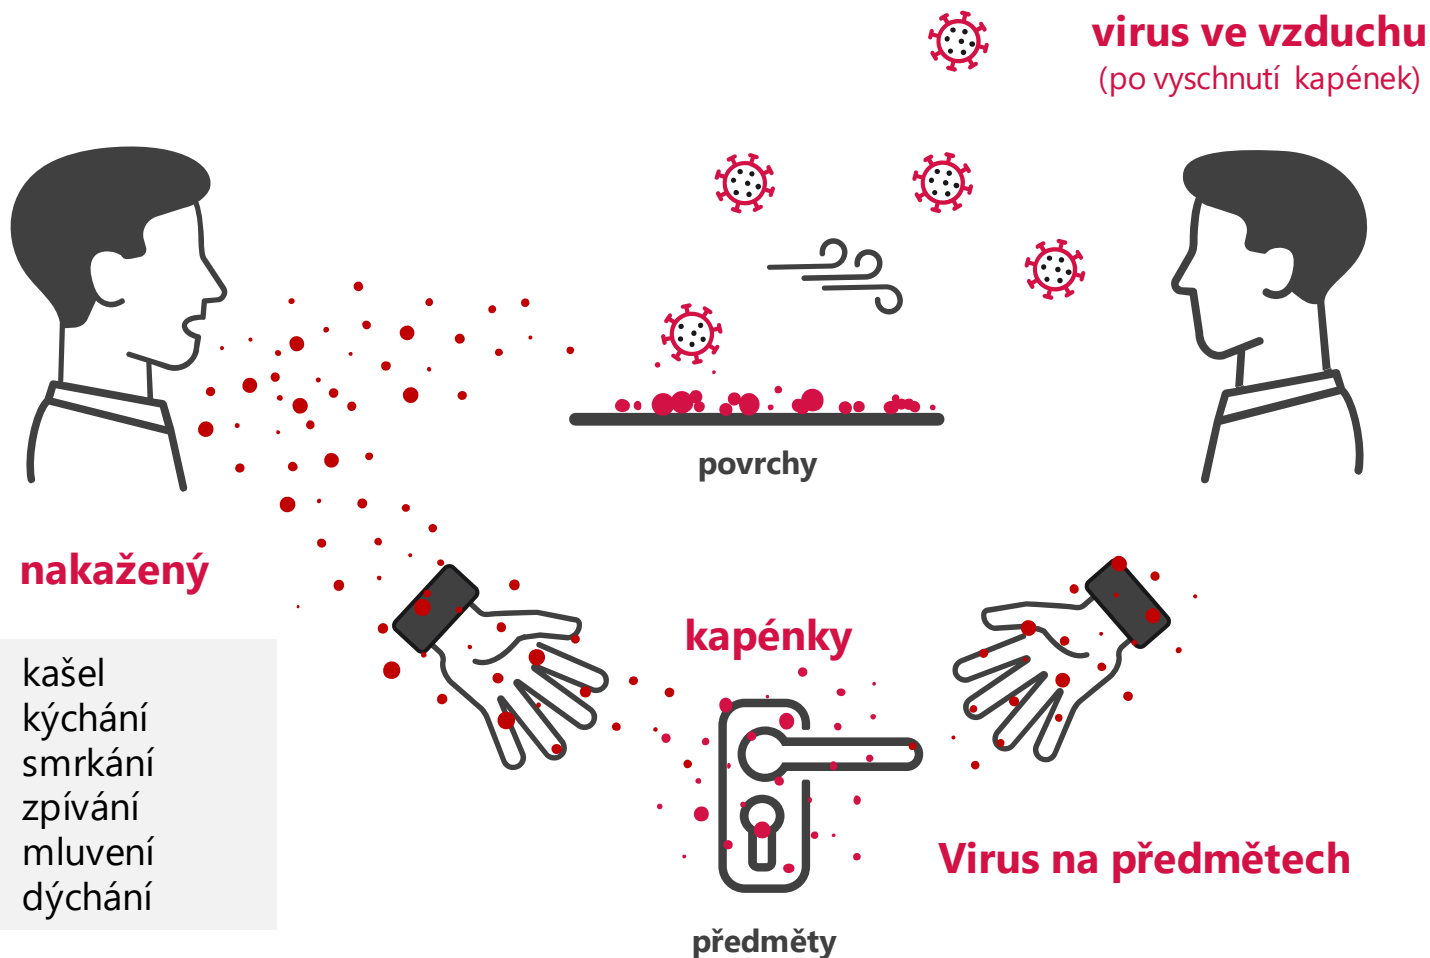 virus ve vzduchu
(po vyschnutí kapének)
povrchy
nakažený
kapénky
kašel
kýchání
smrkání
zpívání
mluvení
dýchání
Virus na předmětech
předměty